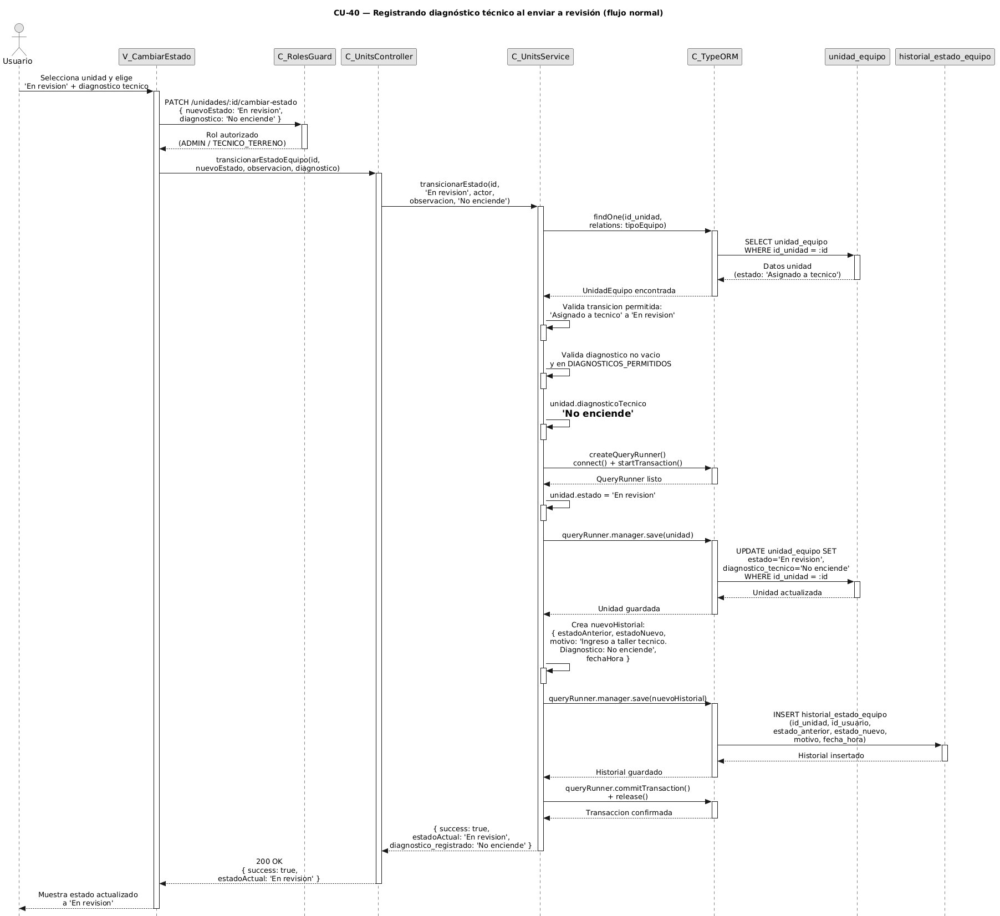 CU-40 — Registrando diagnóstico técnico al enviar a revisión (flujo normal)
Usuario
V_CambiarEstado
C_RolesGuard
C_UnitsController
C_UnitsService
C_TypeORM
unidad_equipo
historial_estado_equipo
Selecciona unidad y elige
'En revision' + diagnostico tecnico
PATCH /unidades/:id/cambiar-estado
{ nuevoEstado: 'En revision',
diagnostico: 'No enciende' }
Rol autorizado
(ADMIN / TECNICO_TERRENO)
transicionarEstadoEquipo(id,
nuevoEstado, observacion, diagnostico)
transicionarEstado(id,
'En revision', actor,
observacion, 'No enciende')
findOne(id_unidad,
relations: tipoEquipo)
SELECT unidad_equipo
WHERE id_unidad = :id
Datos unidad
(estado: 'Asignado a tecnico')
UnidadEquipo encontrada
Valida transicion permitida:
'Asignado a tecnico' a 'En revision'
Valida diagnostico no vacio
y en DIAGNOSTICOS_PERMITIDOS
unidad.diagnosticoTecnico
'No enciende'
createQueryRunner()
connect() + startTransaction()
QueryRunner listo
unidad.estado = 'En revision'
queryRunner.manager.save(unidad)
UPDATE unidad_equipo SET
estado='En revision',
diagnostico_tecnico='No enciende'
WHERE id_unidad = :id
Unidad actualizada
Unidad guardada
Crea nuevoHistorial:
{ estadoAnterior, estadoNuevo,
motivo: 'Ingreso a taller tecnico.
Diagnostico: No enciende',
fechaHora }
queryRunner.manager.save(nuevoHistorial)
INSERT historial_estado_equipo
(id_unidad, id_usuario,
estado_anterior, estado_nuevo,
motivo, fecha_hora)
Historial insertado
Historial guardado
queryRunner.commitTransaction()
+ release()
Transaccion confirmada
{ success: true,
estadoActual: 'En revision',
diagnostico_registrado: 'No enciende' }
200 OK
{ success: true,
estadoActual: 'En revision' }
Muestra estado actualizado
a 'En revision'